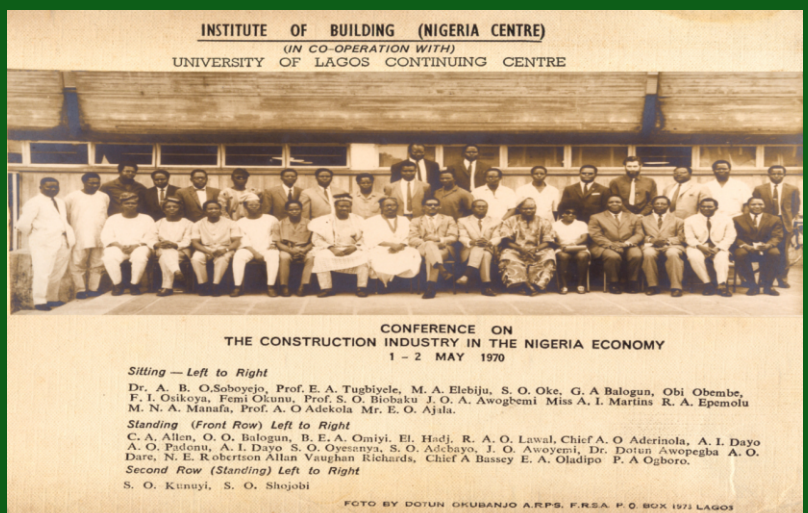 INSTITUTE OF BUILDING (NIGERIA CENTRE)
(IN CO-OPERATION WITH)
UNIVERSITY OF LAGOS CONTINUING CENTRE
CONFERENCE ON
THE CONSTRUCTION INDUSTRY IN THE NIGERIA ECONOMY
1 – 2 MAY 1970
Sitting — Left to Right
Dr. A. B. O.Soboyejo, Prof. E. A. Tugbiyele, M. A. Elebiju, S. O. Oke, G. A Balogun, Obi Obembe,
F. I. Osikoya, Femi Okunu, Prof. S. O. Biobaku J. O. A. Awogbemi Miss A. I. Martins R. A. Epemolu
M. N. A. Manafa, Prof. A. O Adekola Mr. E. O. Ajala.
Standing (Front Row) Left to Right
C. A. Allen, O. O. Balogun, B. E. A. Omiyi. El. Hadj. R. A. O. Lawal, Chief A. O Aderinola, A. I. Dayo
A. O. Padonu, A. I. Dayo S. O. Oyesanya, S. O. Adebayo, J. O. Awoyemi, Dr. Dotun Awopegba A. O.
Dare, N. E. Robertson Allan Vaughan Richards, Chief A Bassey E. A. Oladipo P. A Ogboro.
Second Row (Standing) Left to Right
S. O. Kunuyi, S. O. Shojobi
FOTO BY DOTUN OKUBANJO A.R.P.S, F.R.S.A. P. O. BOX 1973 LAGOS